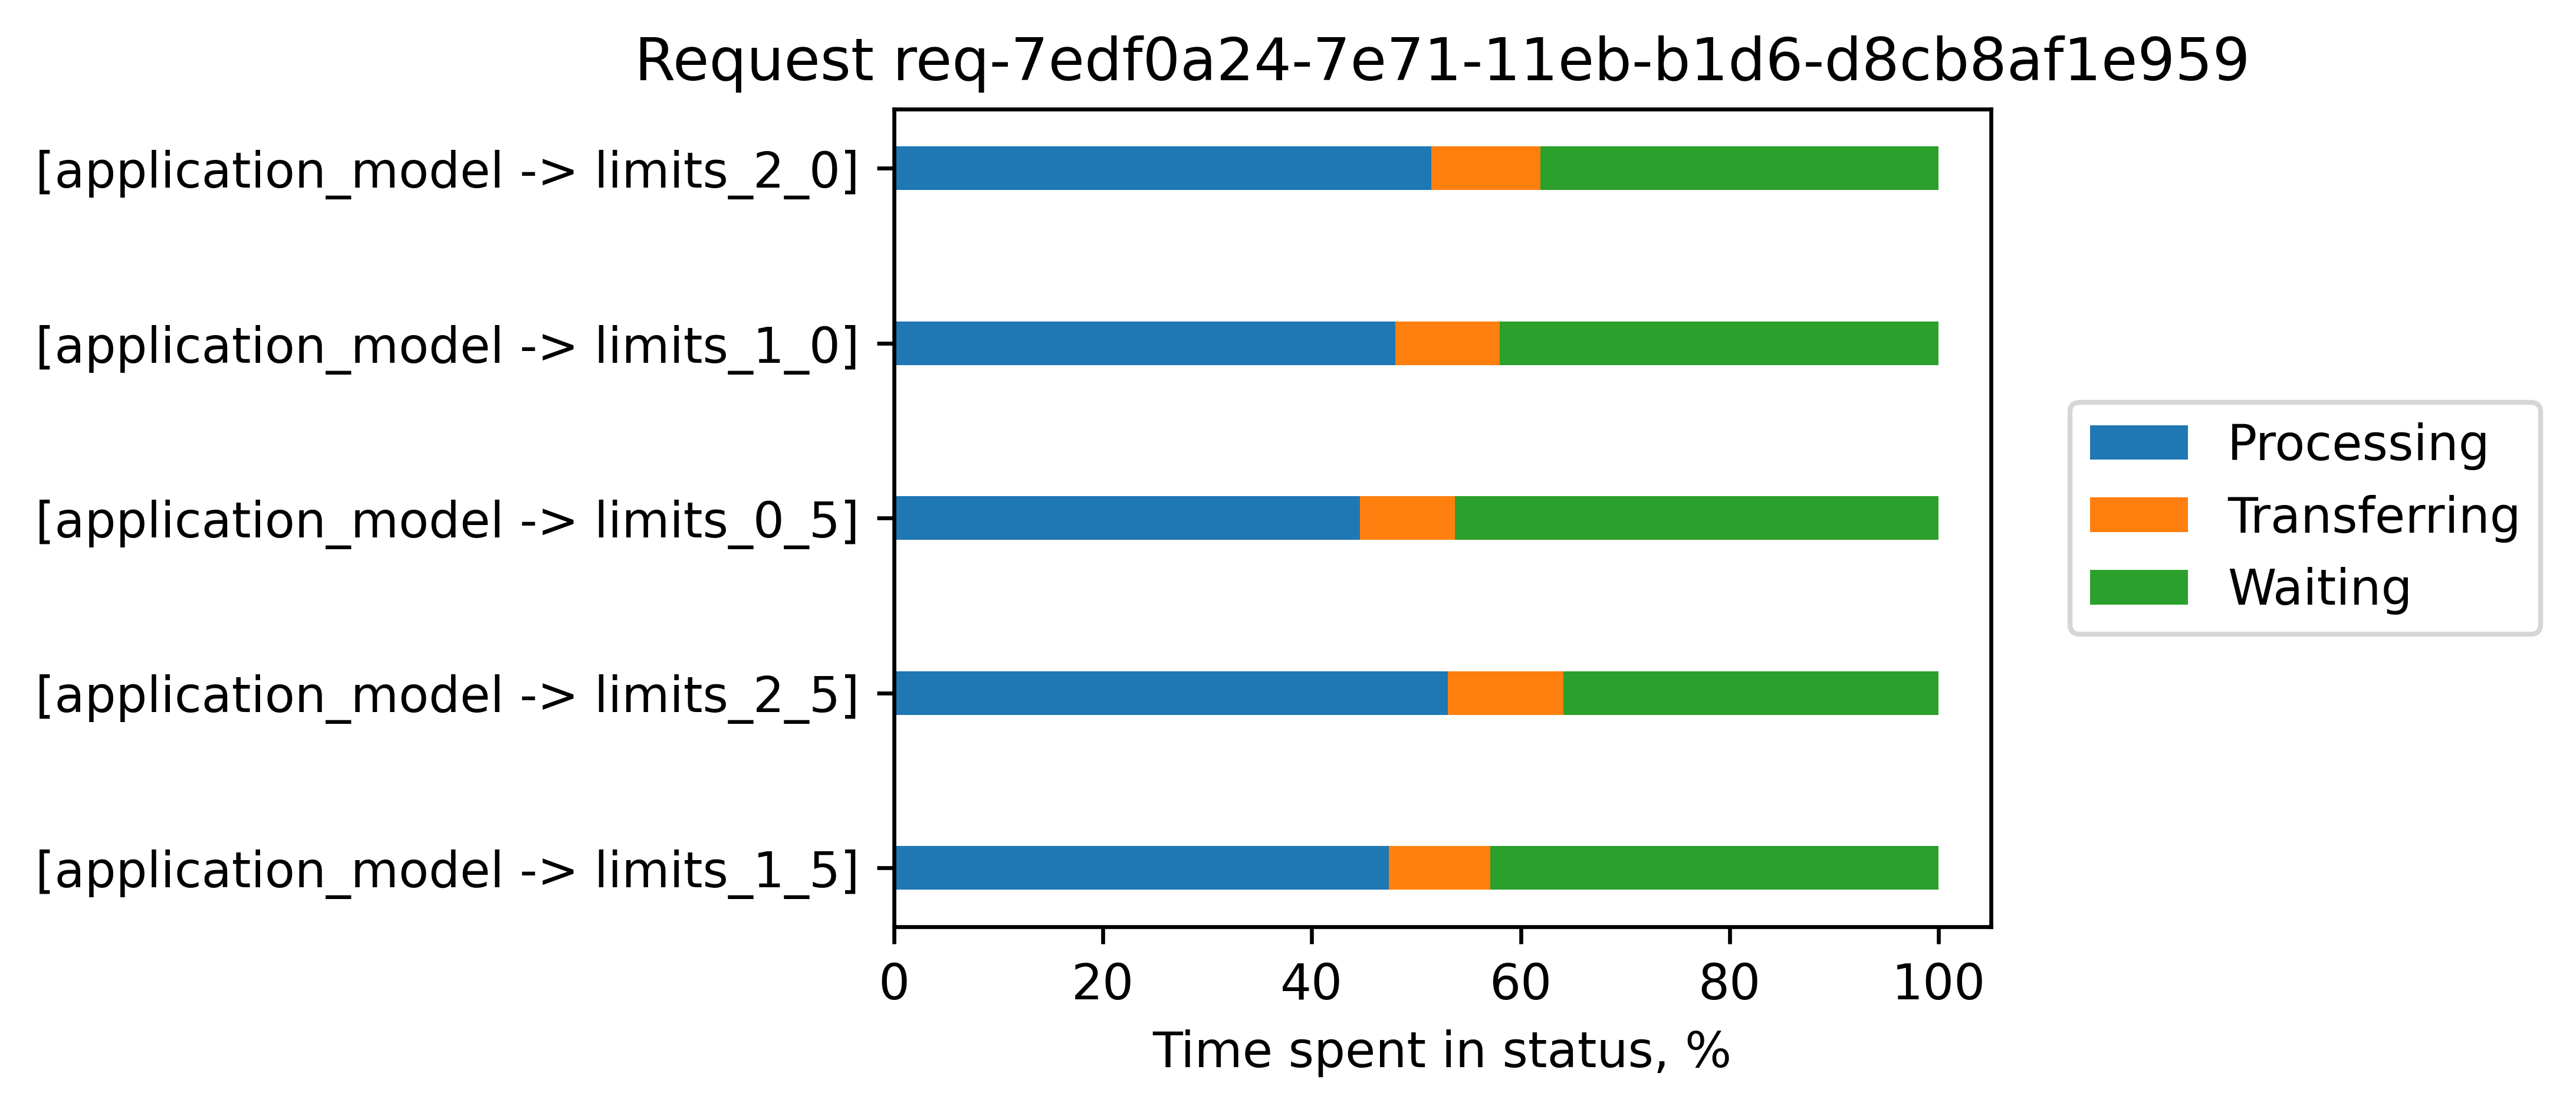 Request req-7edf0a24-7e71-11eb-b1d6-d8cb8af1e959
[application_model -> limits_2_0]
[application_model -> limits_1_0]
[application_model -> limits_0_5]
[application_model -> limits_2_5]
[application_model -> limits_1_5]
0 20 40 60 80 100
Time spent in status, %
Processing
Transferring
Waiting